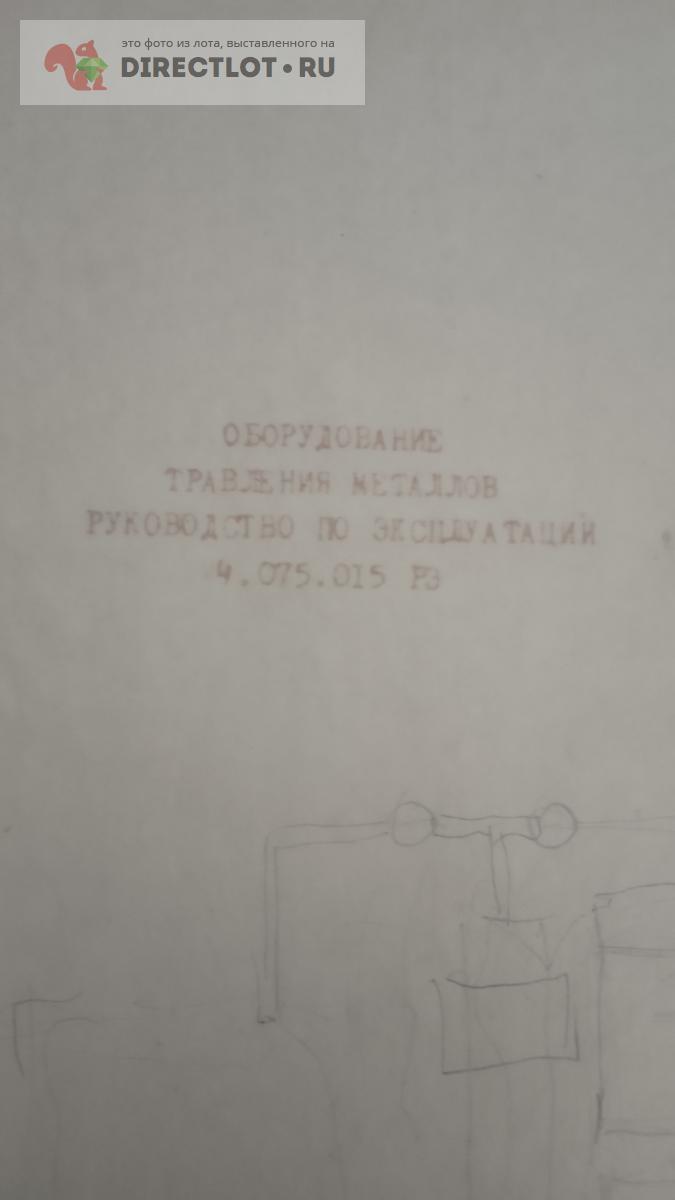 это фото из лота, выставленного на
DIRECTLOT • RU
ОБОРУДОВАНИЕ
ТРАВЛЕНИЯ МЕТАЛЛОВ
РУКОВОДСТВО ПО ЭКСПЛУАТАЦИИ
4.075.015 РЭ